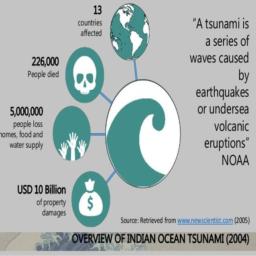 13
countries
affected
226,000
People died
5,000,000
people loss
homes, food and
water supply
USD 10 Billion
of property
damages
"A tsunami is
a series of
waves caused
by
earthquakes
or undersea
volcanic
eruptions"
NOAA
Source: Retrieved from www.newscientist.com (2005)
OVERVIEW OF INDIAN OCEAN TSUNAMI (2004)